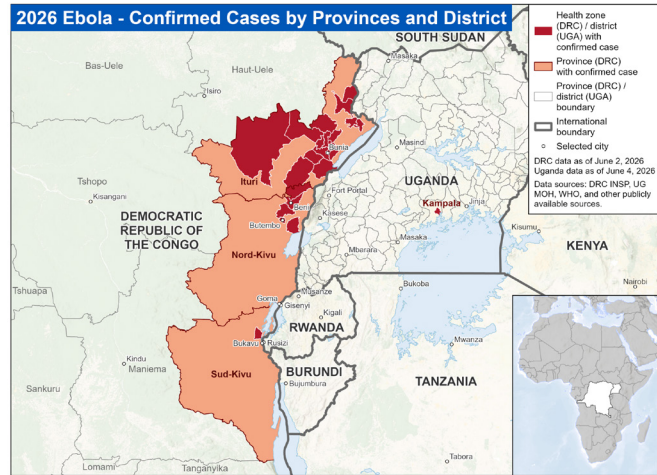 2026 Ebola - Confirmed Cases by Provinces and District
SOUTH SUDAN
Masaka
Bas-Uele
Haut-Uele
Isiro
Bunia
Masindi
Ituri
Tshopo
Kisangani
UGANDA
Fort Portal
Kampala
Jinja
Beni
Kasese
DEMOCRATIC
REPUBLIC OF
THE CONGO
Butembo
Masaka
Kisumu
Mbarara
KENYA
Nord-Kivu
Tshuapa
Bukoba
Nairobi
Goma
Musanze
Gisenyi
Kigali
RWANDA
Bukavu
Rusizi
Mwanza
Kindu
Maniema
Sud-Kivu
BURUNDI
Bujumbura
TANZANIA
Sankuru
Tabora
Lomami
Tanganyika
Health zone
(DRC) / district
(UGA) with
confirmed case
Province (DRC)
with confirmed case
Province (DRC) /
district (UGA)
boundary
International
boundary
Selected city
DRC data as of June 2, 2026
Uganda data as of June 4, 2026
Data sources: DRC INSP, UG
MOH, WHO, and other publicly
available sources.